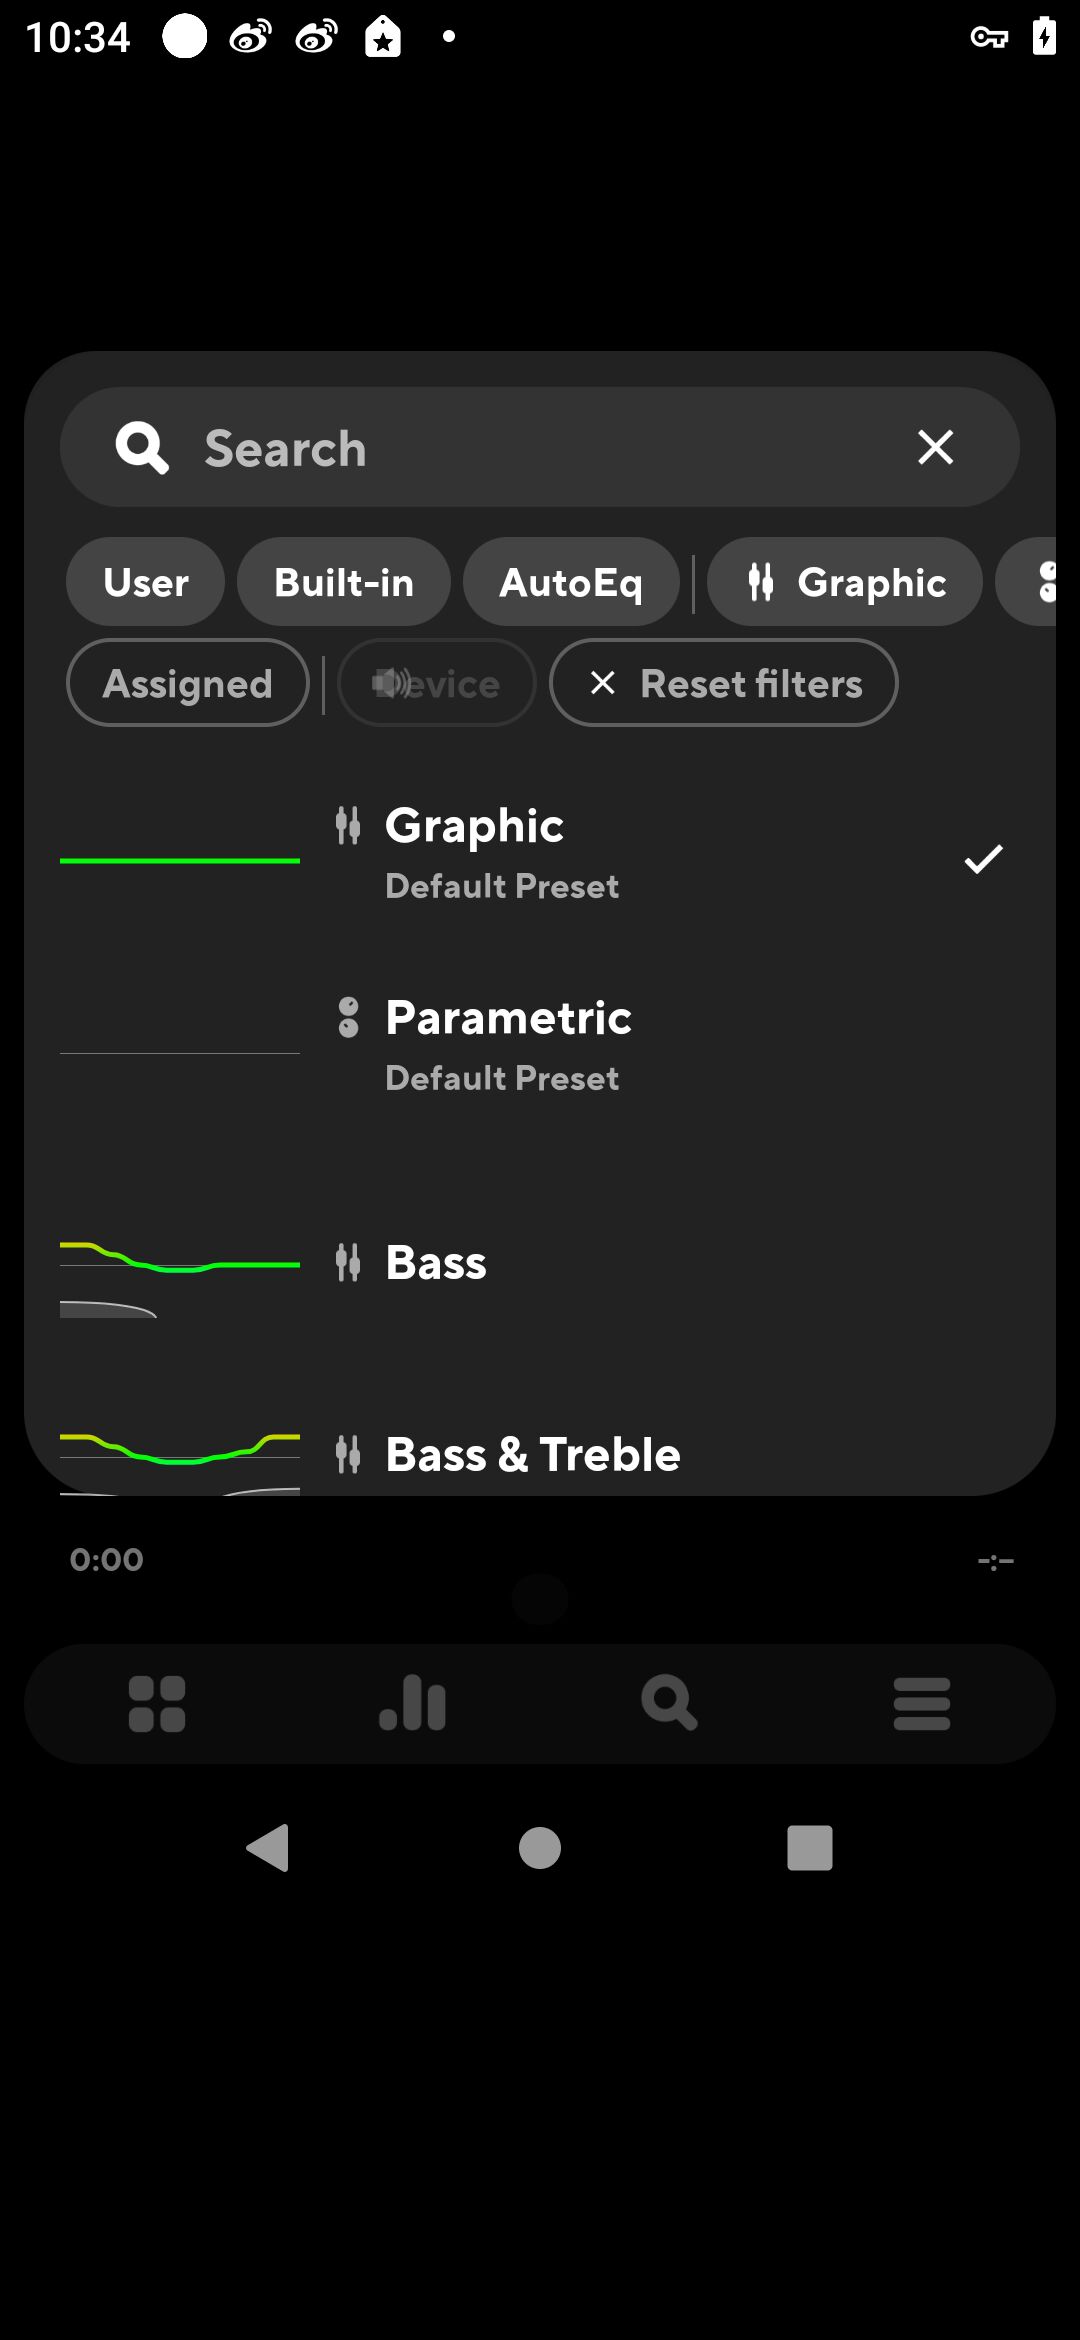 10:34
Search
User Built-in AutoEq Graphic
Assigned Device Reset filters
Graphic
Default Preset
Parametric
Default Preset
Bass
Bass & Treble
0:00 -:-